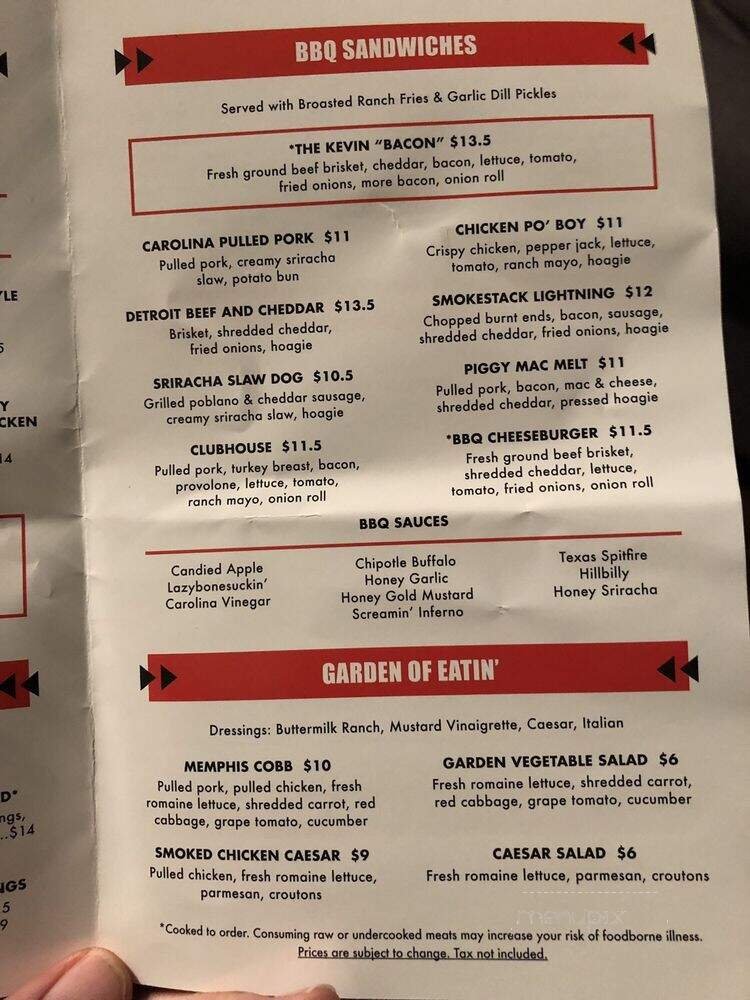 BBQ SANDWICHES
Served with Broasted Ranch Fries & Garlic Dill Pickles
*THE KEVIN "BACON" $13.5
Fresh ground beef brisket, cheddar, bacon, lettuce, tomato,
fried onions, more bacon, onion roll
CAROLINA PULLED PORK $11
Pulled pork, creamy sriracha
slaw, potato bun
DETROIT BEEF AND CHEDDAR $13.5
Brisket, shredded cheddar,
fried onions, hoagie
SRIRACHA SLAW DOG $10.5
Grilled poblano & cheddar sausage,
creamy sriracha slaw, hoagie
CLUBHOUSE $11.5
Pulled pork, turkey breast, bacon,
provolone, lettuce, tomato,
ranch mayo, onion roll
CHICKEN PO' BOY $11
Crispy chicken, pepper jack, lettuce,
tomato, ranch mayo, hoagie
SMOKESTACK LIGHTNING $12
Chopped burnt ends, bacon, sausage,
shredded cheddar, fried onions, hoagie
PIGGY MAC MELT $11
Pulled pork, bacon, mac & cheese,
shredded cheddar, pressed hoagie
*BBQ CHEESEBURGER $11.5
Fresh ground beef brisket,
shredded cheddar, lettuce,
tomato, fried onions, onion roll
BBQ SAUCES
Candied Apple
Lazybonesuckin'
Carolina Vinegar
Chipotle Buffalo
Honey Garlic
Honey Gold Mustard
Screamin' Inferno
Texas Spitfire
Hillbilly
Honey Sriracha
GARDEN OF EATIN'
Dressings: Buttermilk Ranch, Mustard Vinaigrette, Caesar, Italian
MEMPHIS COBB $10
Pulled pork, pulled chicken, fresh
romaine lettuce, shredded carrot, red
cabbage, grape tomato, cucumber
SMOKED CHICKEN CAESAR $9
Pulled chicken, fresh romaine lettuce,
parmesan, croutons
GARDEN VEGETABLE SALAD $6
Fresh romaine lettuce, shredded carrot,
red cabbage, grape tomato, cucumber
CAESAR SALAD $6
Fresh romaine lettuce, parmesan, croutons
*Cooked to order. Consuming raw or undercooked meats may increase your risk of foodborne illness.
Prices are subject to change. Tax not included.
menupix